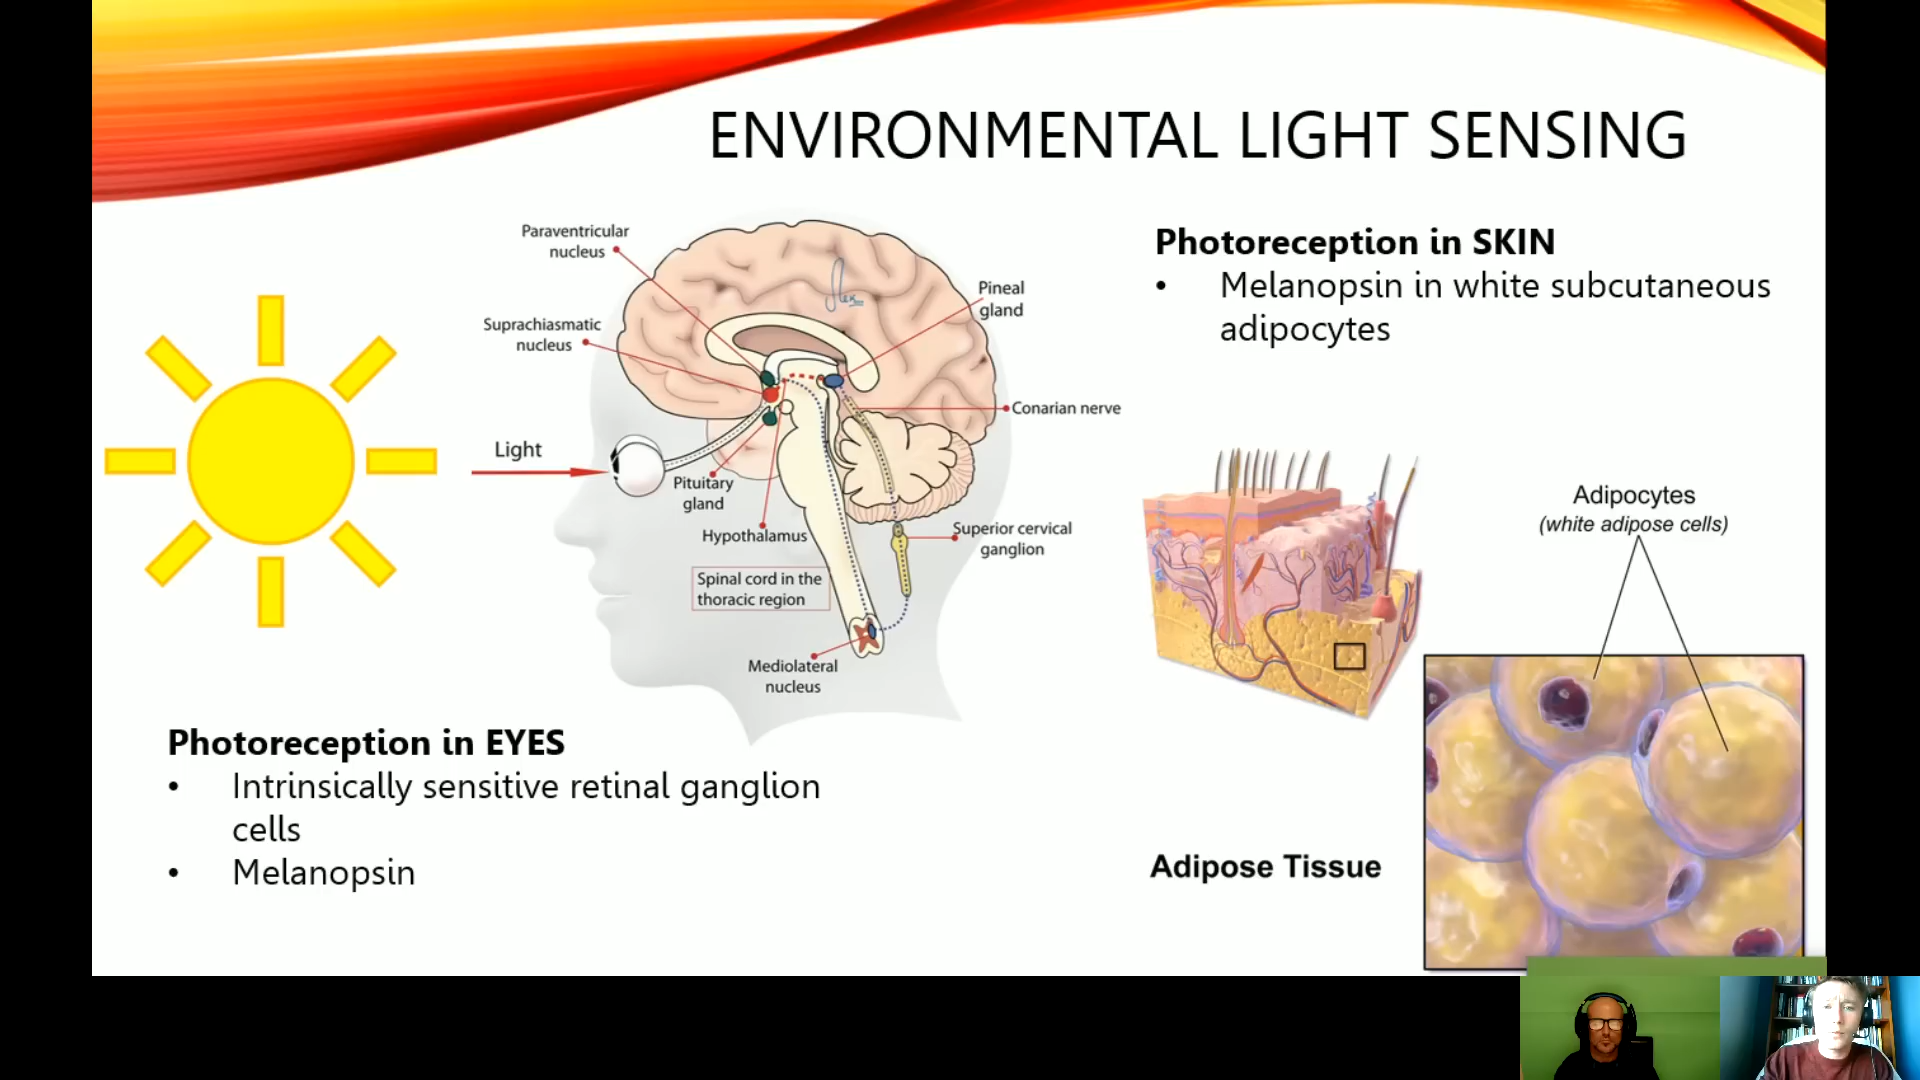 ENVIRONMENTAL LIGHT SENSING
Paraventricular
nucleus
Suprachiasmatic
nucleus
Pineal
gland
Conarian nerve
Light
Pituitary
gland
Hypothalamus
Superior cervical
ganglion
Spinal cord in the
thoracic region
Mediolateral
nucleus
Photoreception in EYES
• Intrinsically sensitive retinal ganglion
cells
• Melanopsin
Photoreception in SKIN
• Melanopsin in white subcutaneous
adipocytes
Adipocytes
(white adipose cells)
Adipose Tissue